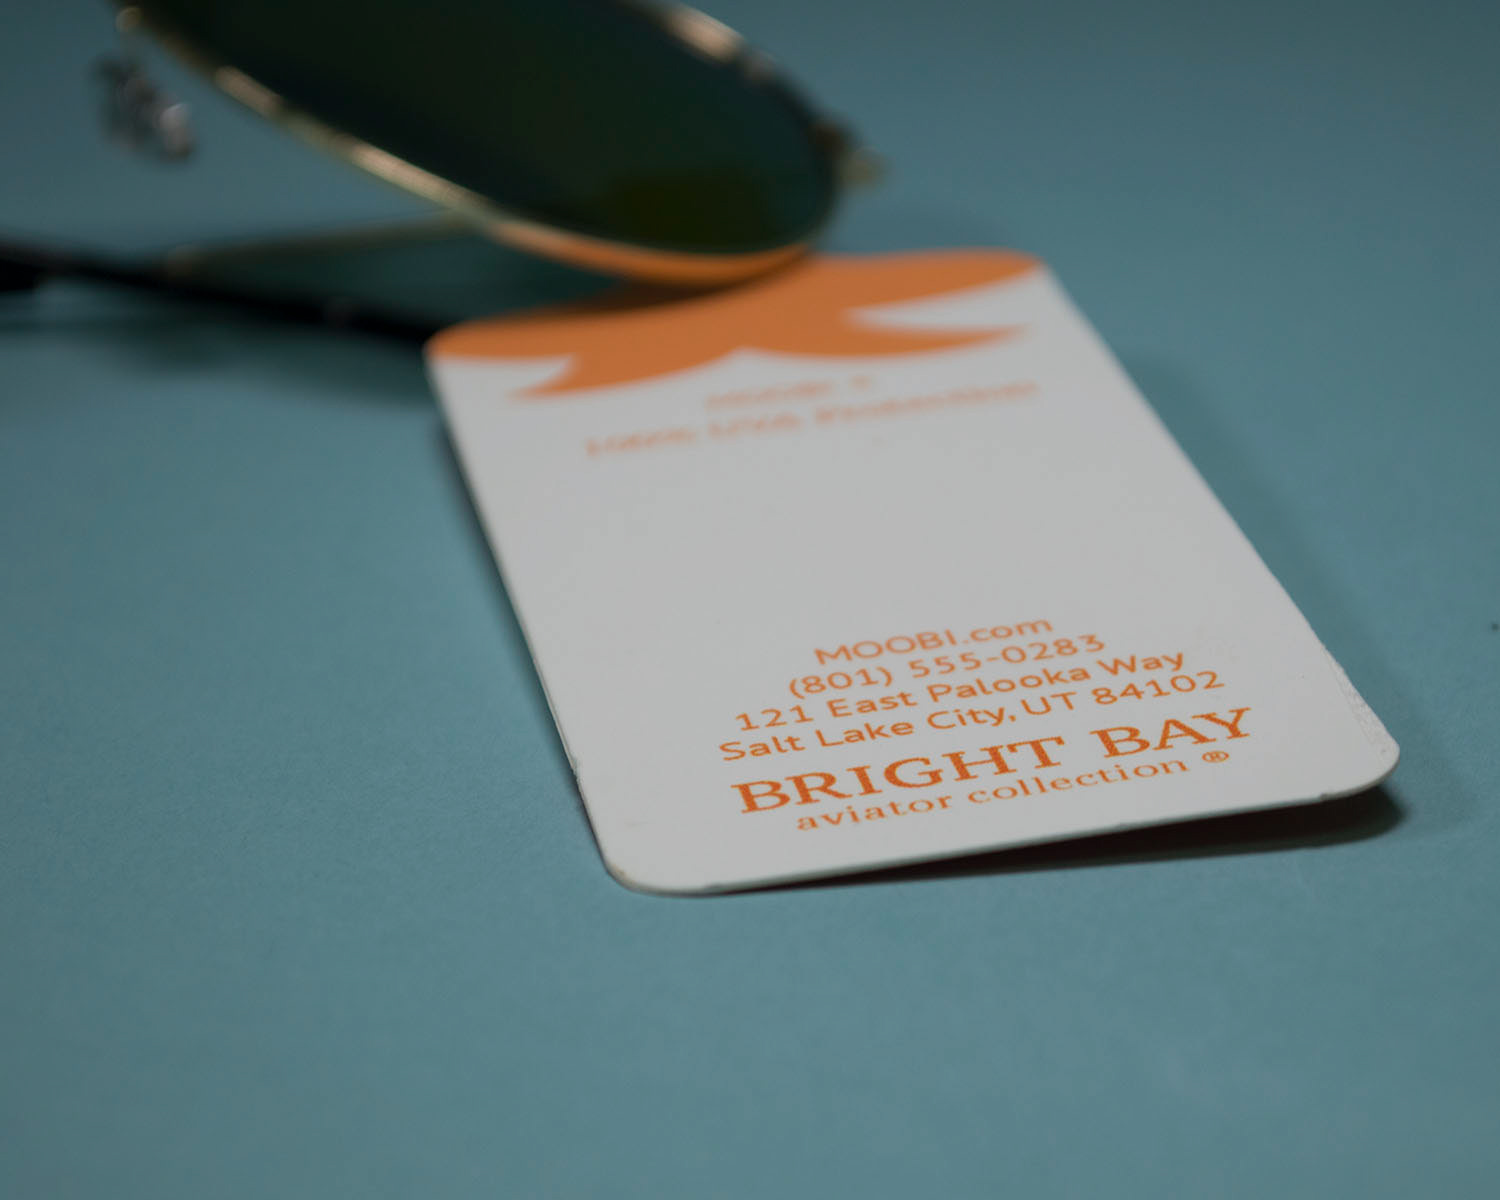 MOOBI.com
(801) 555-0283
121 East Palooka Way
Salt Lake City, UT 84102
BRIGHT BAY
aviator collection ®